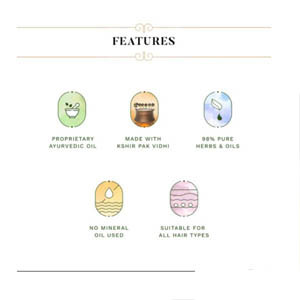 FEATURES
PROPRIETARY
AYURVEDIC OIL
MADE WITH
KSHIR PAK VIDHI
98% PURE
HERBS & OILS
NO MINERAL
OIL USED
SUITABLE FOR
ALL HAIR TYPES